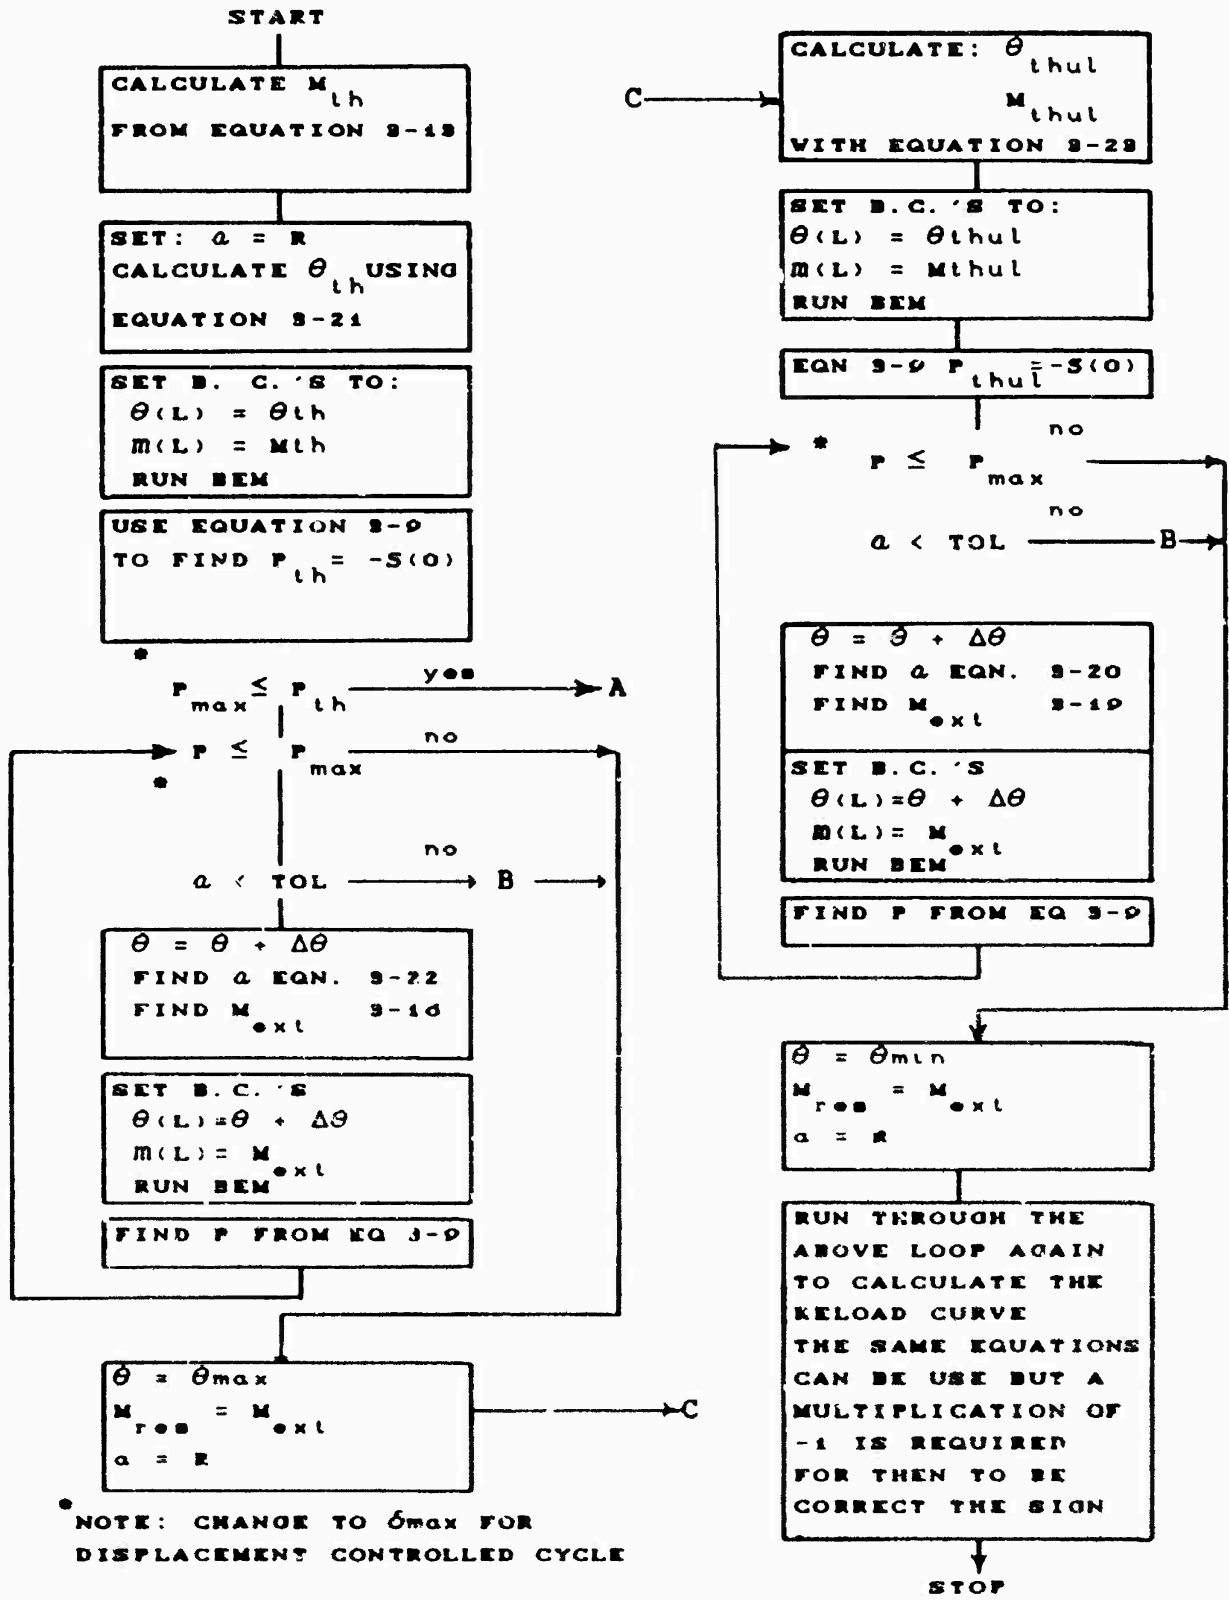 START
CALCULATE M
th
FROM EQUATION 3-13
SET: a = R
CALCULATE θ USING
th
EQUATION 3-21
SET B. C.'S TO:
θ(L) = θth
m(L) = Mth
RUN BEM
USE EQUATION 3-9
TO FIND P = -S(0)
th
*
P ≤ P yes A
max th
P ≤ P no
max
*
no
a < TOL B
θ = θ + Δθ
FIND a EQN. 3-22
FIND M 3-16
ext
SET B.C.'S
θ(L)=θ + Δθ
m(L)= M
ext
RUN BEM
FIND P FROM EQ 3-9
θ = θmax
M = M
res ext
a = R
C
*NOTE: CHANGE TO δmax FOR
DISPLACEMENT CONTROLLED CYCLE
C
CALCULATE: θ
thul
M
thul
WITH EQUATION 3-23
SET B.C.'S TO:
θ(L) = θthul
m(L) = Mthul
RUN BEM
EQN 3-9 P =-S(0)
thul
no
*
P ≤ P
max
no
a < TOL B
θ = θ + Δθ
FIND a EQN. 3-20
FIND M 3-19
ext
SET B.C.'S
θ(L)=θ + Δθ
m(L)= M
ext
RUN BEM
FIND P FROM EQ 3-9
θ = θmin
M = M
res ext
a = R
RUN THROUGH THE
ABOVE LOOP AGAIN
TO CALCULATE THE
RELOAD CURVE
THE SAME EQUATIONS
CAN BE USE BUT A
MULTIPLICATION OF
-1 IS REQUIRED
FOR THEN TO BE
CORRECT THE SIGN
STOP